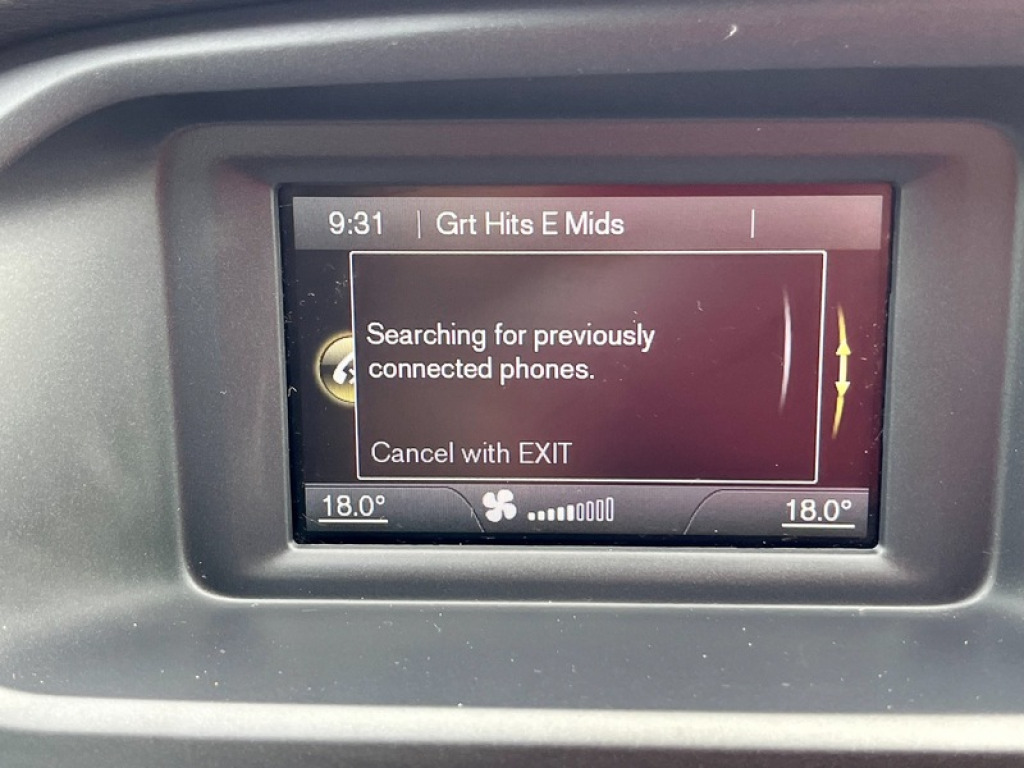 9:31 | Grt Hits E Mids |
Searching for previously
connected phones.
Cancel with EXIT
18.0° 18.0°